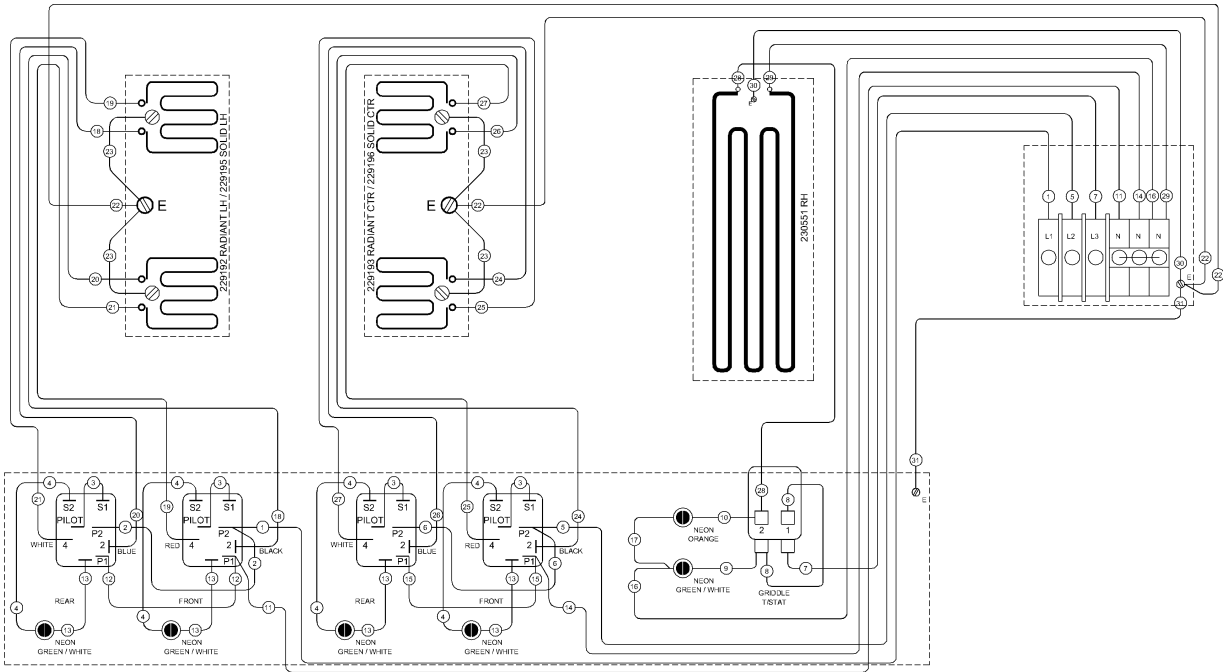 28 30 29
E
19 27
18 26
23 23
229192 RADIANT LH / 229195 SOLID LH
229193 RADIANT CTR / 229196 SOLID CTR
230551 RH
22 E
E 22
23 23
20 24
21 25
1 5 7 11 14 16 29
L1 L2 L3 N N N
30 22 22
E
31
31
E
4 3 4 3 4 3 4 3
21 20 19 18 27 26 25 24
S2 S1 S2 S1 S2 S1 S2 S1
PILOT PILOT PILOT PILOT
P2 2 P2 1 P2 6 P2 5
WHITE 4 2 BLUE
RED 4 2 BLACK
WHITE 4 2 BLUE
RED 4 2 BLACK
P1 P1 P1 P1
2 6
13 12 13 12 13 15 13 15
REAR FRONT REAR FRONT
11 14
4 4 4 4
13 13 13 13
NEON
GREEN / WHITE
NEON
GREEN / WHITE
NEON
GREEN / WHITE
NEON
GREEN / WHITE
28 8
10
2 1
NEON
ORANGE
17
9 8 7
16
NEON
GREEN / WHITE
GRIDDLE
T/STAT